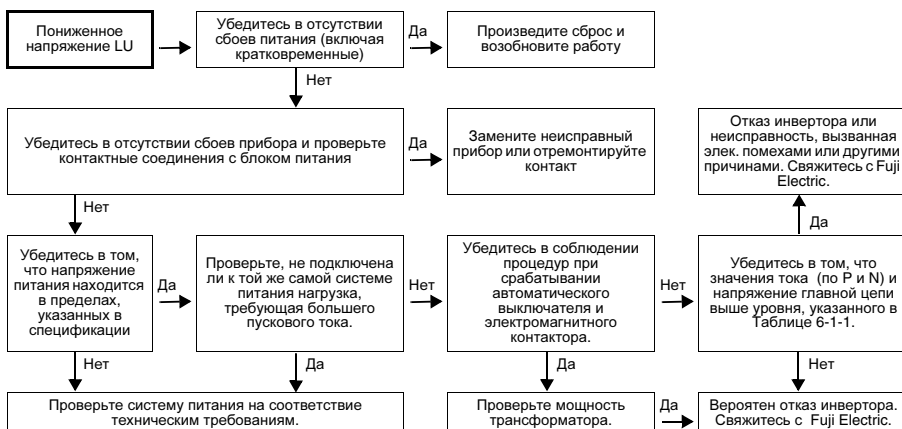 Пониженное
напряжение LU
Убедитесь в отсутствии
сбоев питания (включая
кратковременные)
Да
Произведите сброс и
возобновите работу
Нет
Убедитесь в отсутствии сбоев прибора и проверьте
контактные соединения с блоком питания
Да
Замените неисправный
прибор или отремонтируйте
контакт
Отказ инвертора или
неисправность, вызванная
элек. помехами или другими
причинами. Свяжитесь с Fuji
Electric.
Нет
Да
Убедитесь в том,
что напряжение
питания находится
в пределах,
указанных в
спецификации
Да
Проверьте, не подключена
ли к той же самой системе
питания нагрузка,
требующая большего
пускового тока.
Нет
Убедитесь в соблюдении
процедур при
срабатывании
автоматического
выключателя и
электромагнитного
контактора.
Нет
Убедитесь в том, что
значения тока (по P и N) и
напряжение главной цепи
выше уровня, указанного в
Таблице 6-1-1.
Нет
Да
Да
Нет
Проверьте систему питания на соответствие
техническим требованиям.
Проверьте мощность
трансформатора.
Да
Вероятен отказ инвертора.
Свяжитесь с Fuji Electric.